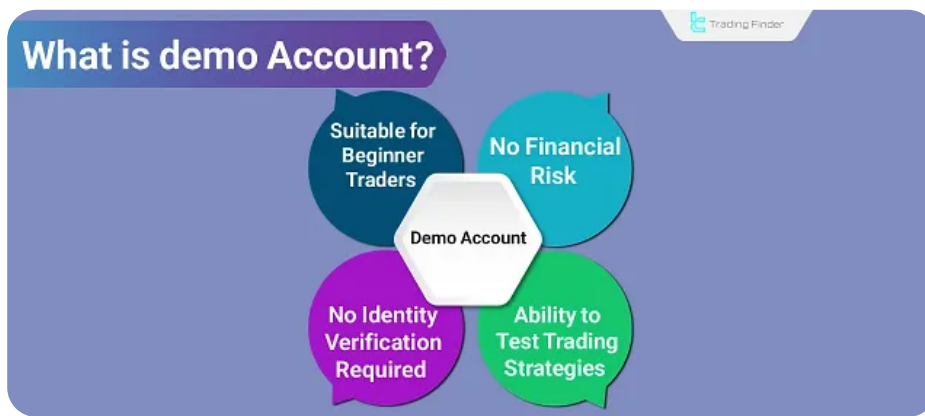 What is demo Account?
Trading Finder
Suitable for
Beginner
Traders
No Financial
Risk
Demo Account
No Identity
Verification
Required
Ability to
Test Trading
Strategies